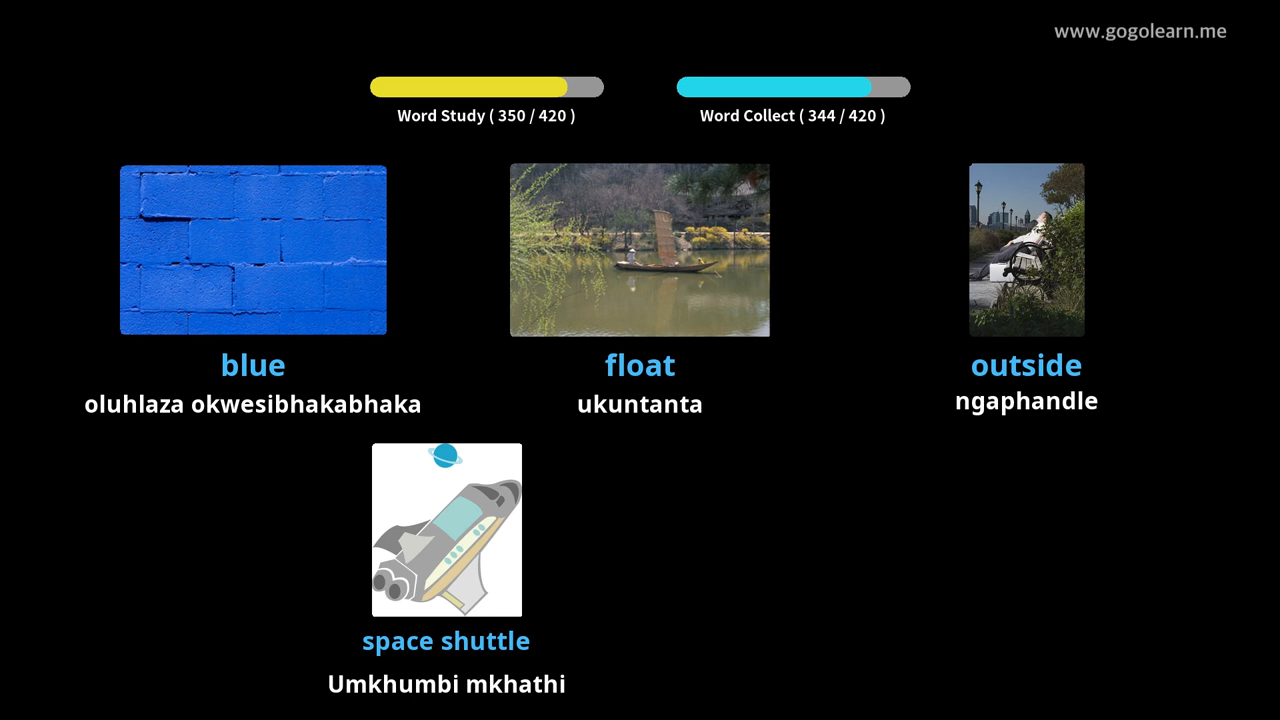 www.gogolearn.me
Word Study ( 350 / 420 )
Word Collect ( 344 / 420 )
blue
oluhlaza okwesibhakabhaka
float
ukuntanta
outside
ngaphandle
space shuttle
Umkhumbi mkhathi